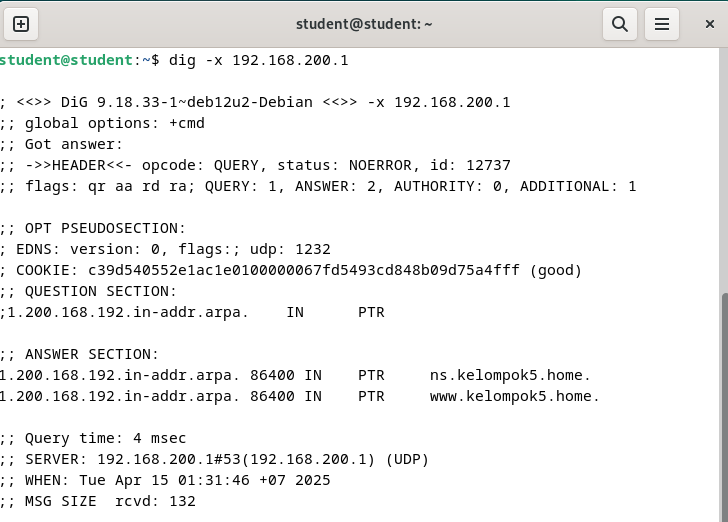 student@student: ~
student@student:~$ dig -x 192.168.200.1
; <<>> DiG 9.18.33-1~deb12u2-Debian <<>> -x 192.168.200.1
;; global options: +cmd
;; Got answer:
;; ->>HEADER<<- opcode: QUERY, status: NOERROR, id: 12737
;; flags: qr aa rd ra; QUERY: 1, ANSWER: 2, AUTHORITY: 0, ADDITIONAL: 1
;; OPT PSEUDOSECTION:
; EDNS: version: 0, flags:; udp: 1232
; COOKIE: c39d540552e1ac1e0100000067fd5493cd848b09d75a4fff (good)
;; QUESTION SECTION:
;1.200.168.192.in-addr.arpa. IN PTR
;; ANSWER SECTION:
1.200.168.192.in-addr.arpa. 86400 IN PTR ns.kelompok5.home.
1.200.168.192.in-addr.arpa. 86400 IN PTR www.kelompok5.home.
;; Query time: 4 msec
;; SERVER: 192.168.200.1#53(192.168.200.1) (UDP)
;; WHEN: Tue Apr 15 01:31:46 +07 2025
;; MSG SIZE rcvd: 132